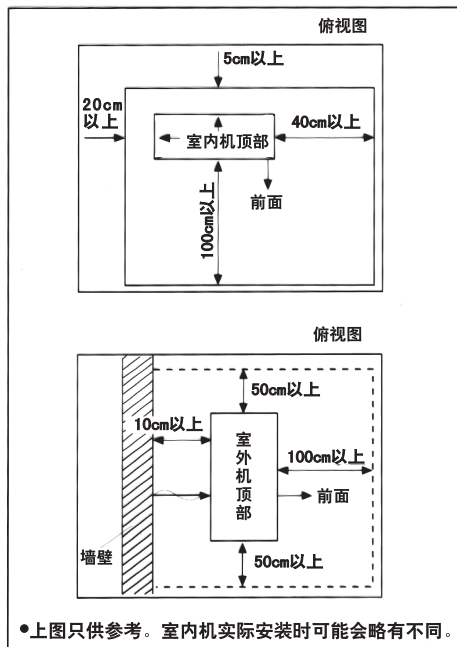 俯视图
5cm以上
20cm
以上
40cm以上
室内机顶部
前面
100cm以上
俯视图
50cm以上
10cm以上
室外机顶部
100cm以上
前面
墙壁
50cm以上
●上图只供参考。室内机实际安装时可能会略有不同。